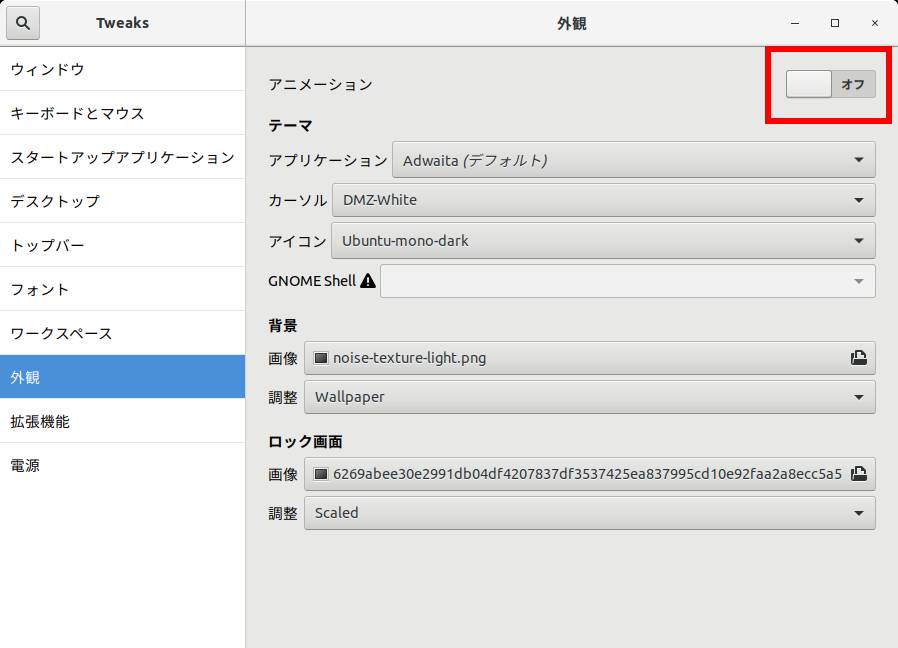 Tweaks
外観
ウィンドウ
キーボードとマウス
スタートアップアプリケーション
デスクトップ
トップバー
フォント
ワークスペース
外観
拡張機能
電源
アニメーション
オフ
テーマ
アプリケーション Adwaita (デフォルト)
カーソル DMZ-White
アイコン Ubuntu-mono-dark
GNOME Shell
背景
画像 noise-texture-light.png
調整 Wallpaper
ロック画面
画像 6269abee30e2991db04df4207837df3537425ea837995cd10e92faa2a8ecc5a5
調整 Scaled